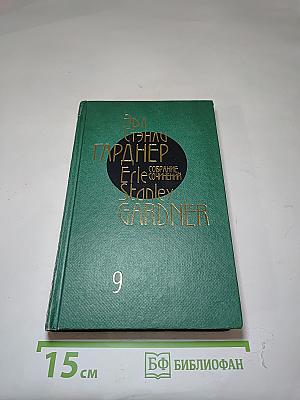 Эрл
СТЭНЛИ
ГАРДНЕР
СОБРАНИЕ
СОЧИНЕНИЙ
Erle
Stanley
GARDNER
9
15 см
БФ БИБЛИОФАН